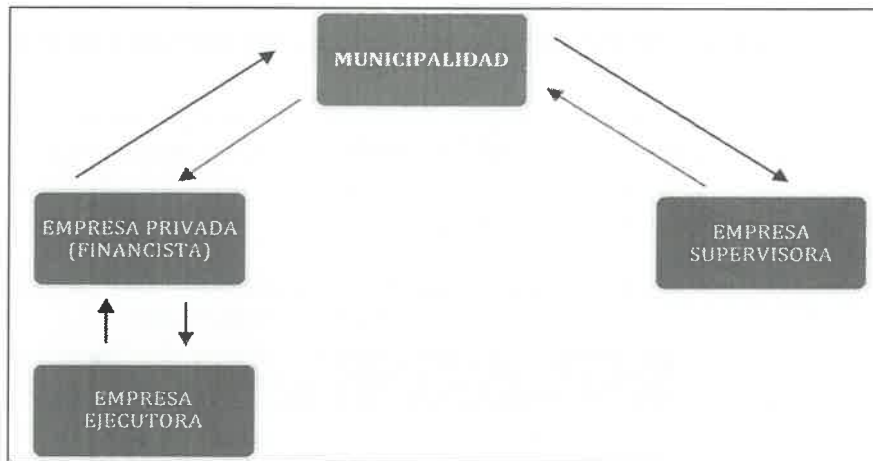 MUNICIPALIDAD
EMPRESA PRIVADA
(FINANCISTA)
EMPRESA
SUPERVISORA
EMPRESA
EJECUTORA